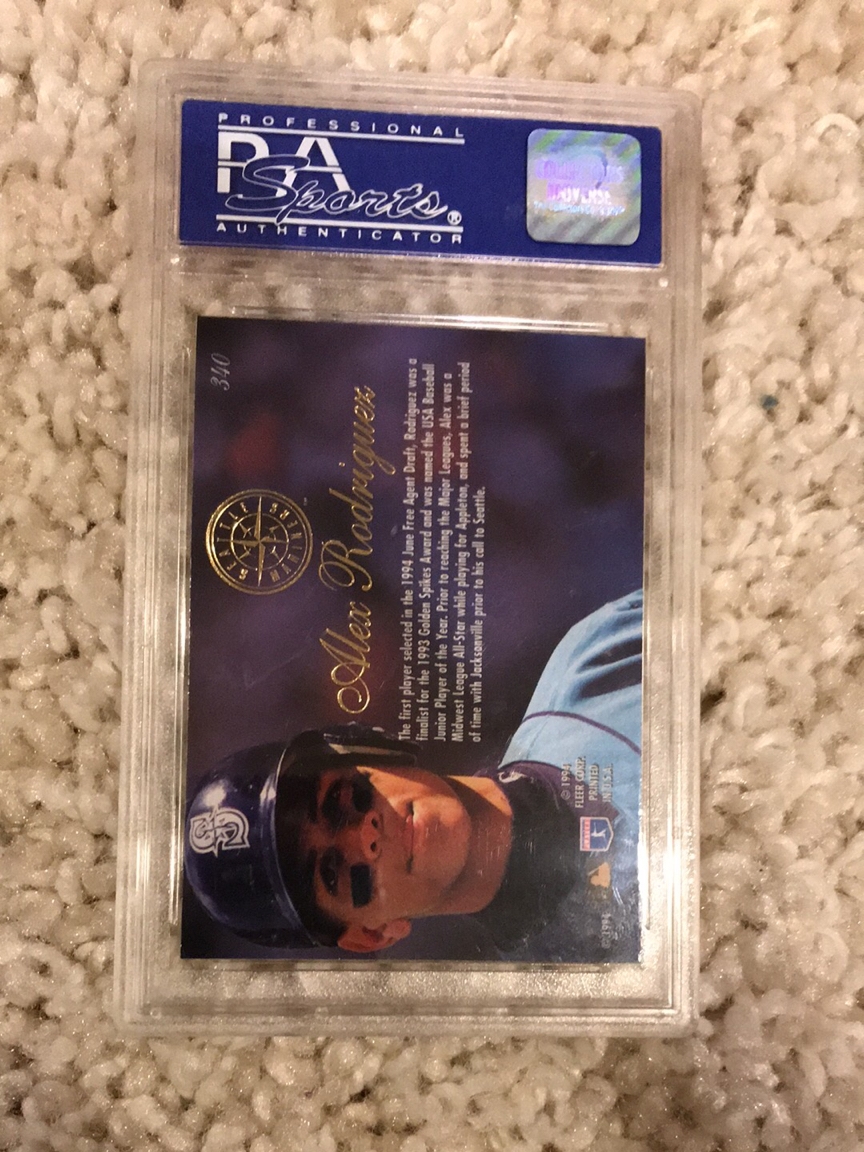 PROFESSIONAL
PSA
Sports®
AUTHENTICATOR
340
Alex Rodriguez
The first player selected in the 1994 June Free Agent Draft, Rodriguez was a
finalist for the 1993 Golden Spikes Award and was named the USA Baseball
Junior Player of the Year. Prior to reaching the Major Leagues, Alex was a
Midwest League All-Star while playing for Appleton, and spent a brief period
of time with Jacksonville prior to his call to Seattle.
© 1994
FLEER CORP.
PRINTED
IN U.S.A.
© 1994